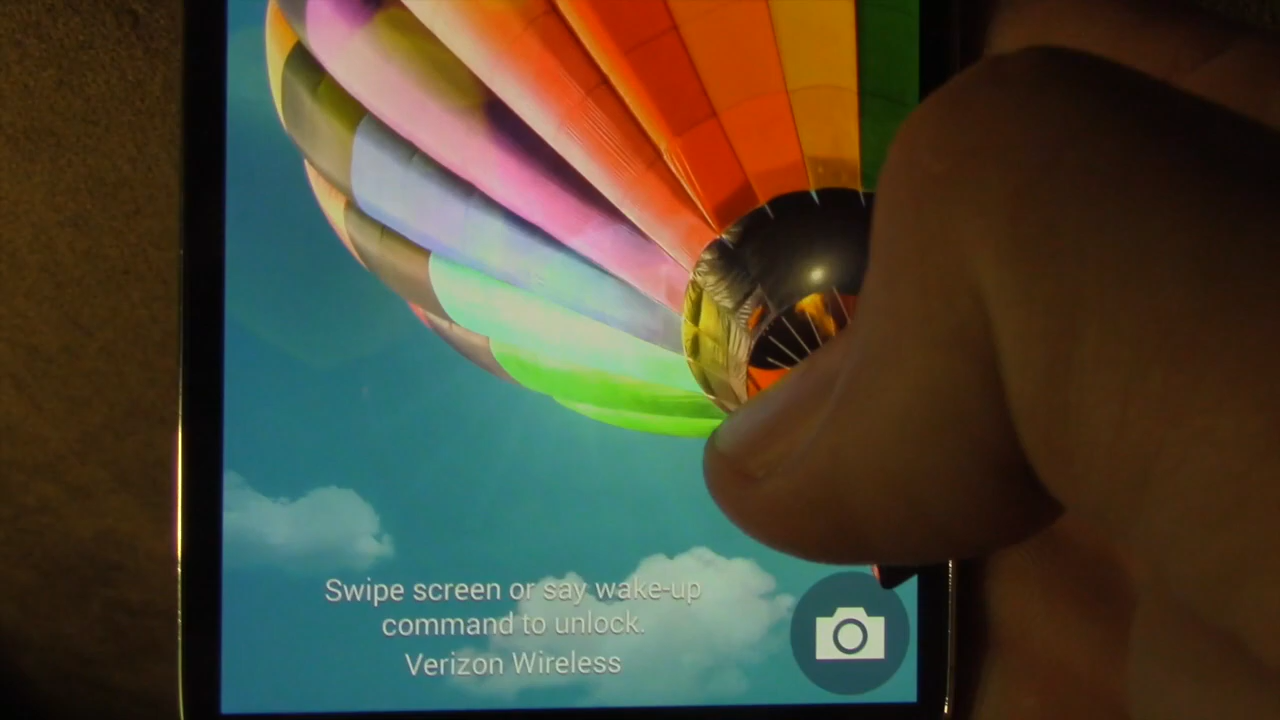 Swipe screen or say wake-up
command to unlock.
Verizon Wireless